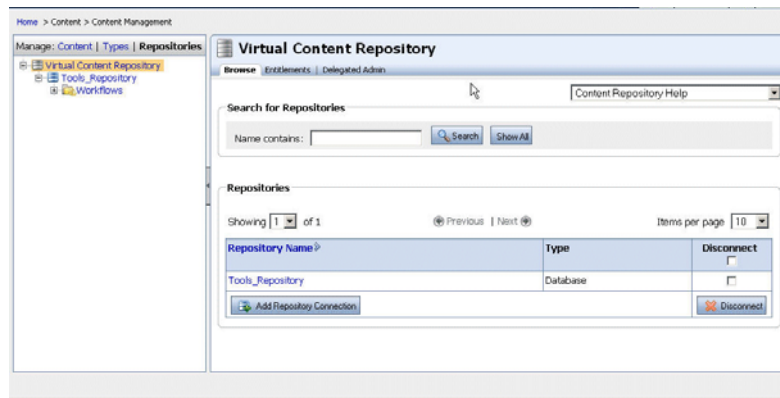 Home > Content > Content Management
Manage: Content | Types | Repositories
Virtual Content Repository
Tools_Repository
Workflows
Virtual Content Repository
Browse Entitlements | Delegated Admin
Content Repository Help
Search for Repositories
Name contains:
Search
Show All
Repositories
Showing 1 of 1
Previous | Next
Items per page 10
Repository Name Type Disconnect
Tools_Repository Database
Add Repository Connection
Disconnect